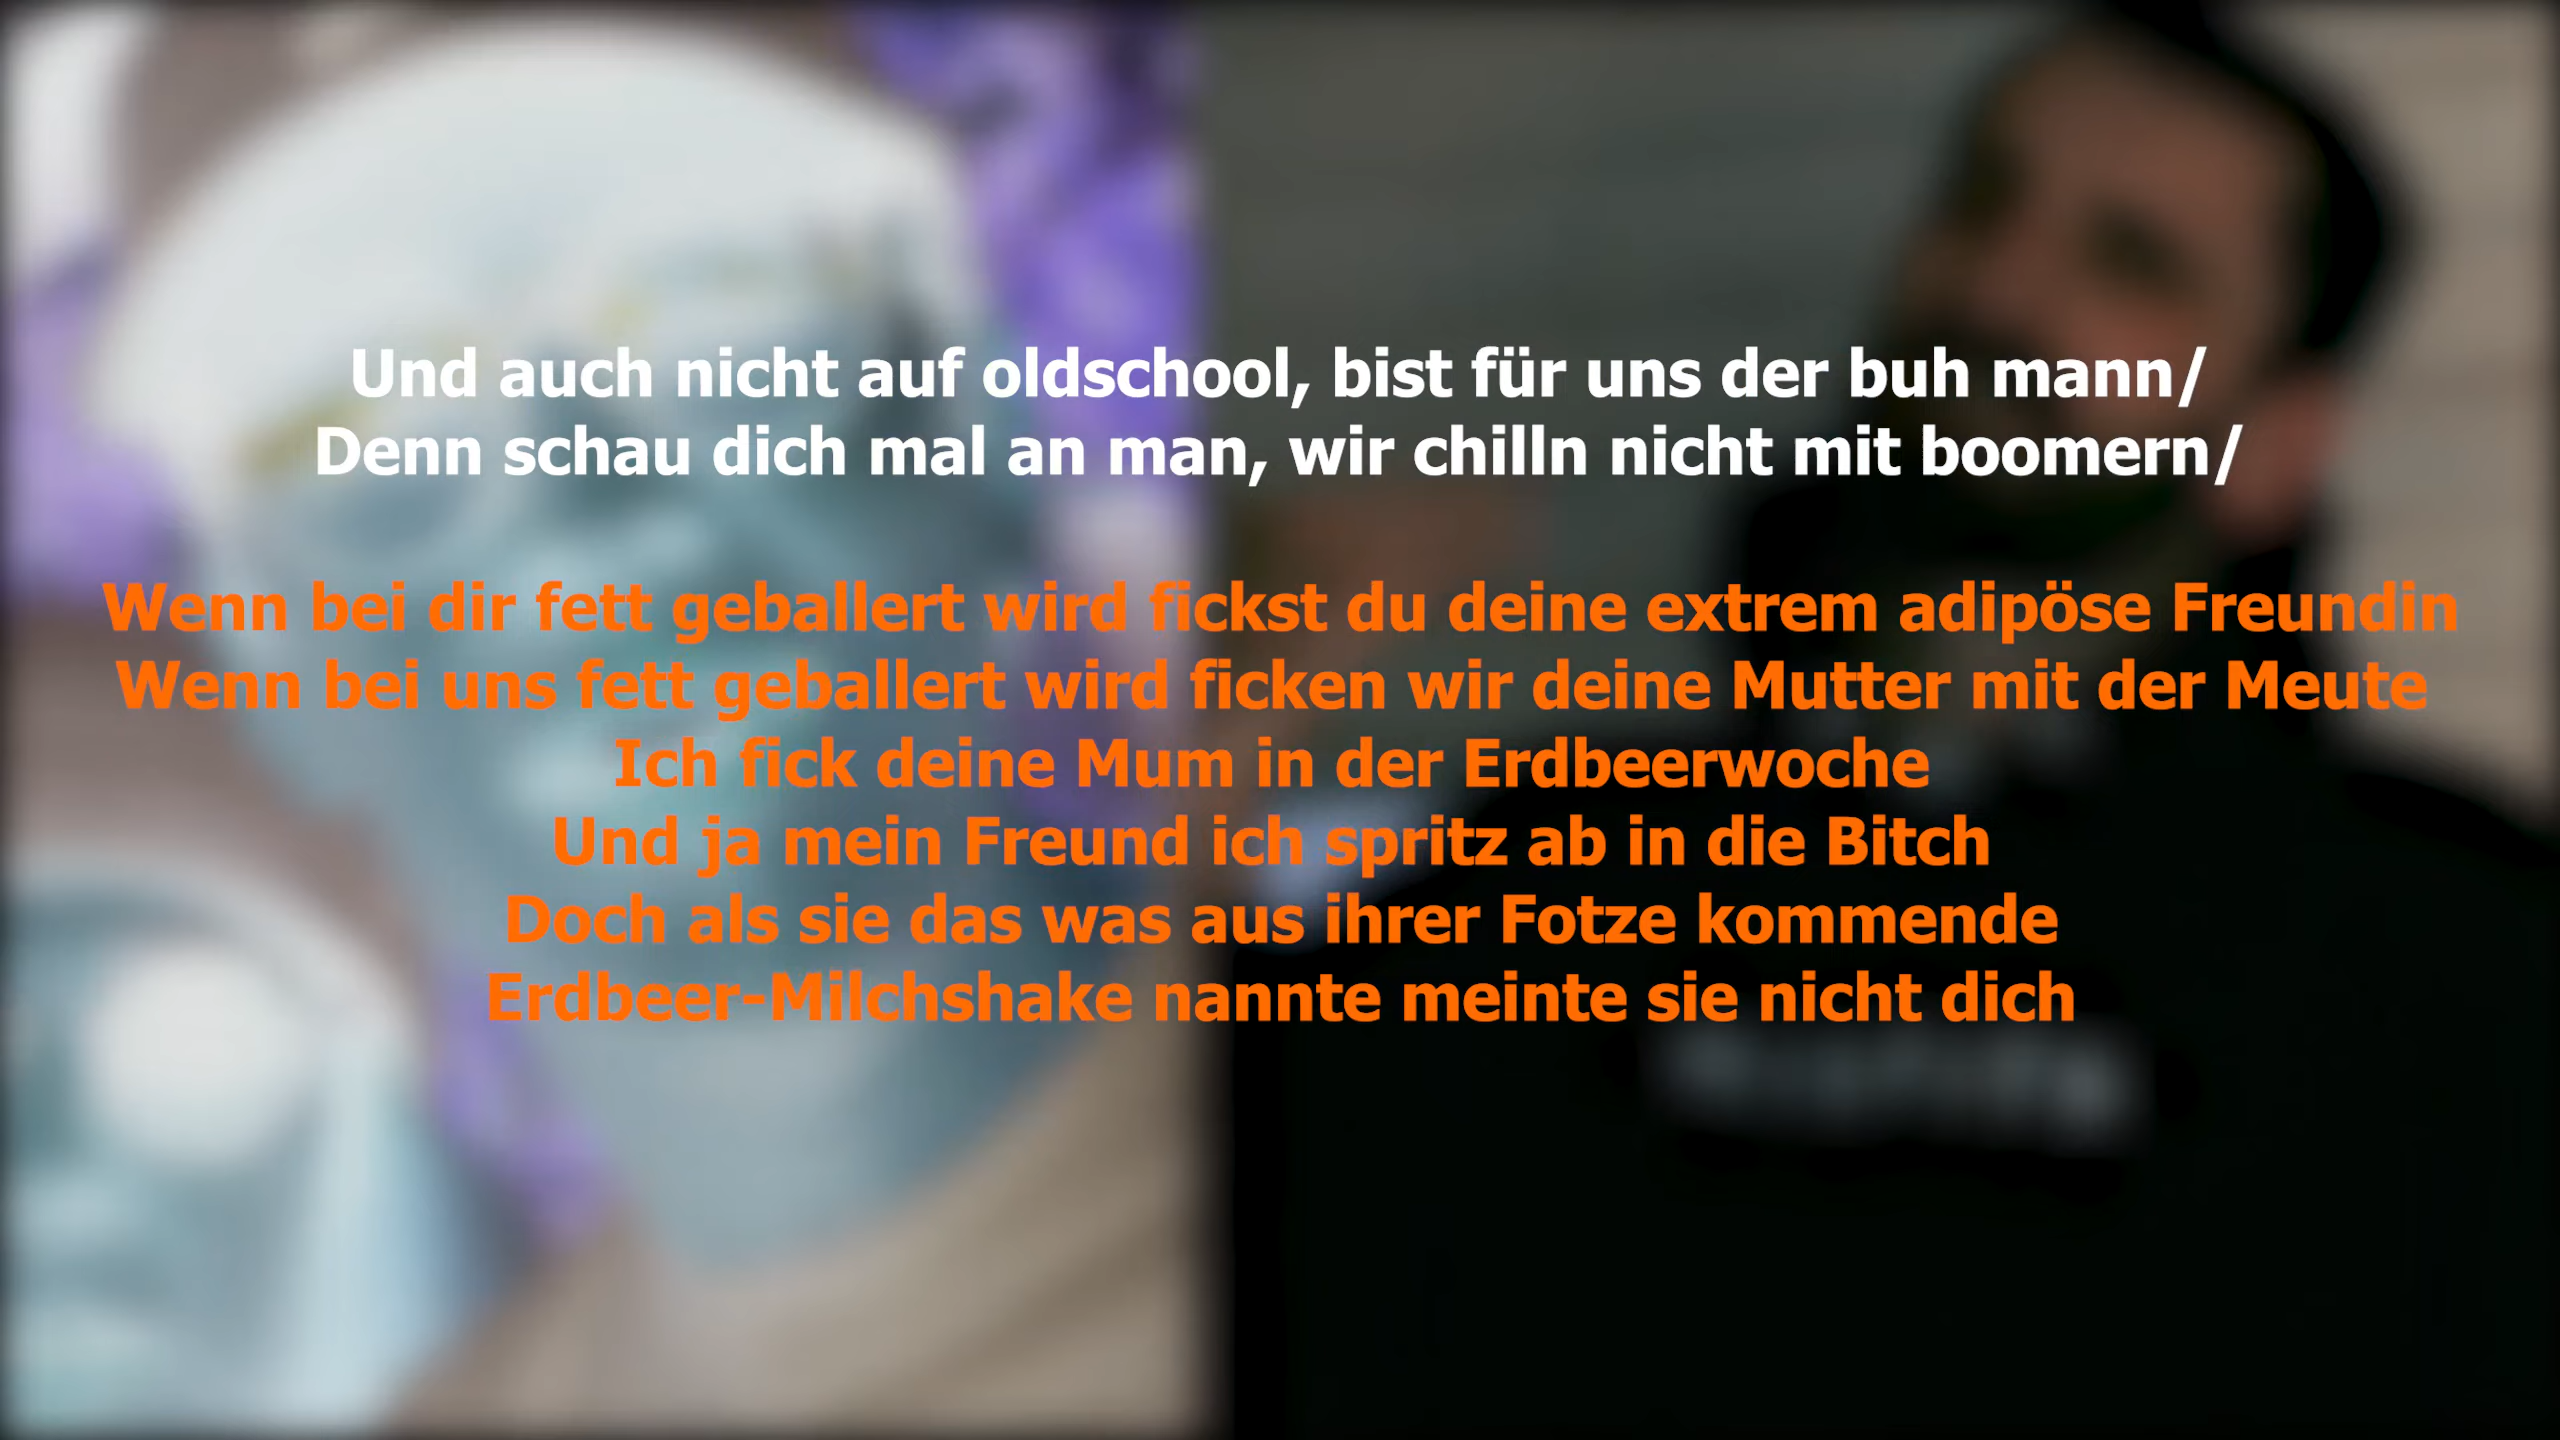 Und auch nicht auf oldschool, bist für uns der buh mann/
Denn schau dich mal an man, wir chilln nicht mit boomern/
Wenn bei dir fett geballert wird fickst du deine extrem adipöse Freundin
Wenn bei uns fett geballert wird ficken wir deine Mutter mit der Meute
Ich fick deine Mum in der Erdbeerwoche
Und ja mein Freund ich spritz ab in die Bitch
Doch als sie das was aus ihrer Fotze kommende
Erdbeer-Milchshake nannte meinte sie nicht dich